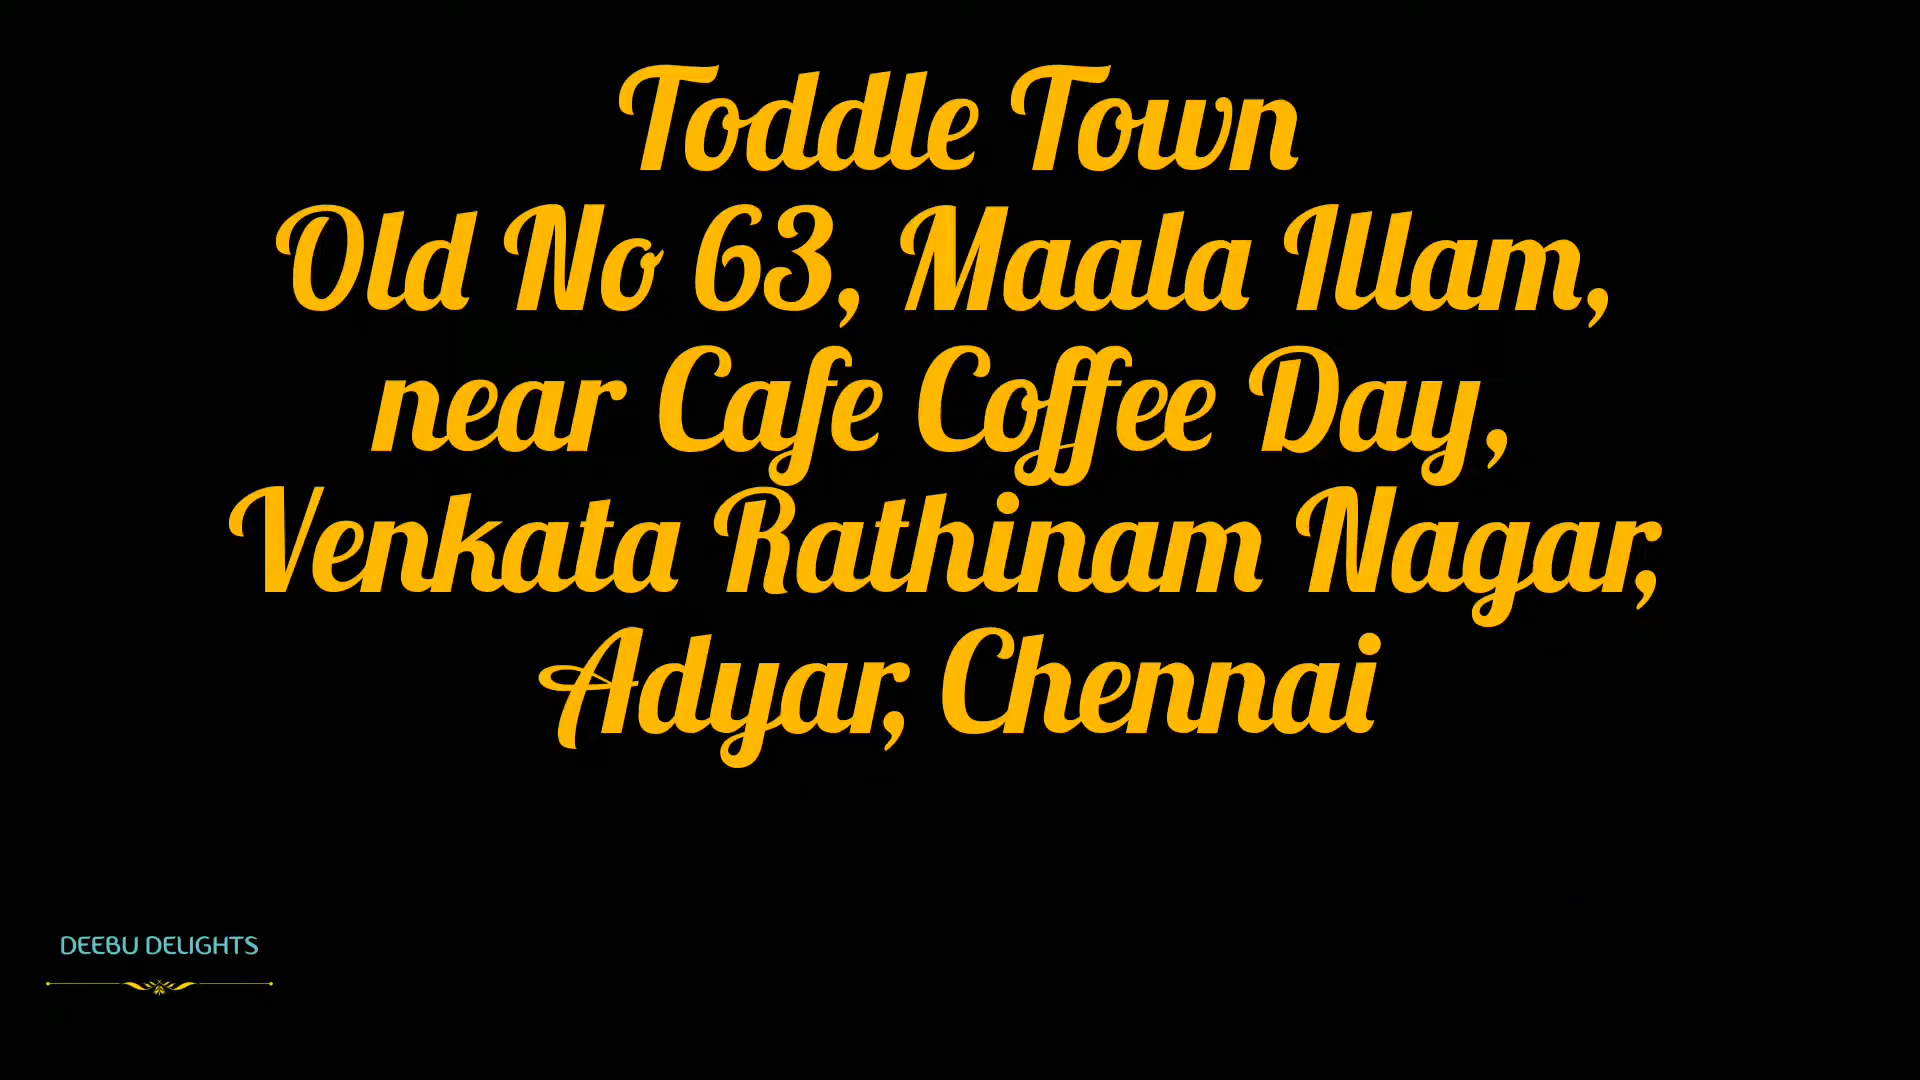 Toddle Town
Old No 63, Maala Illam,
near Cafe Coffee Day,
Venkata Rathinam Nagar,
Adyar, Chennai
DEEBU DELIGHTS